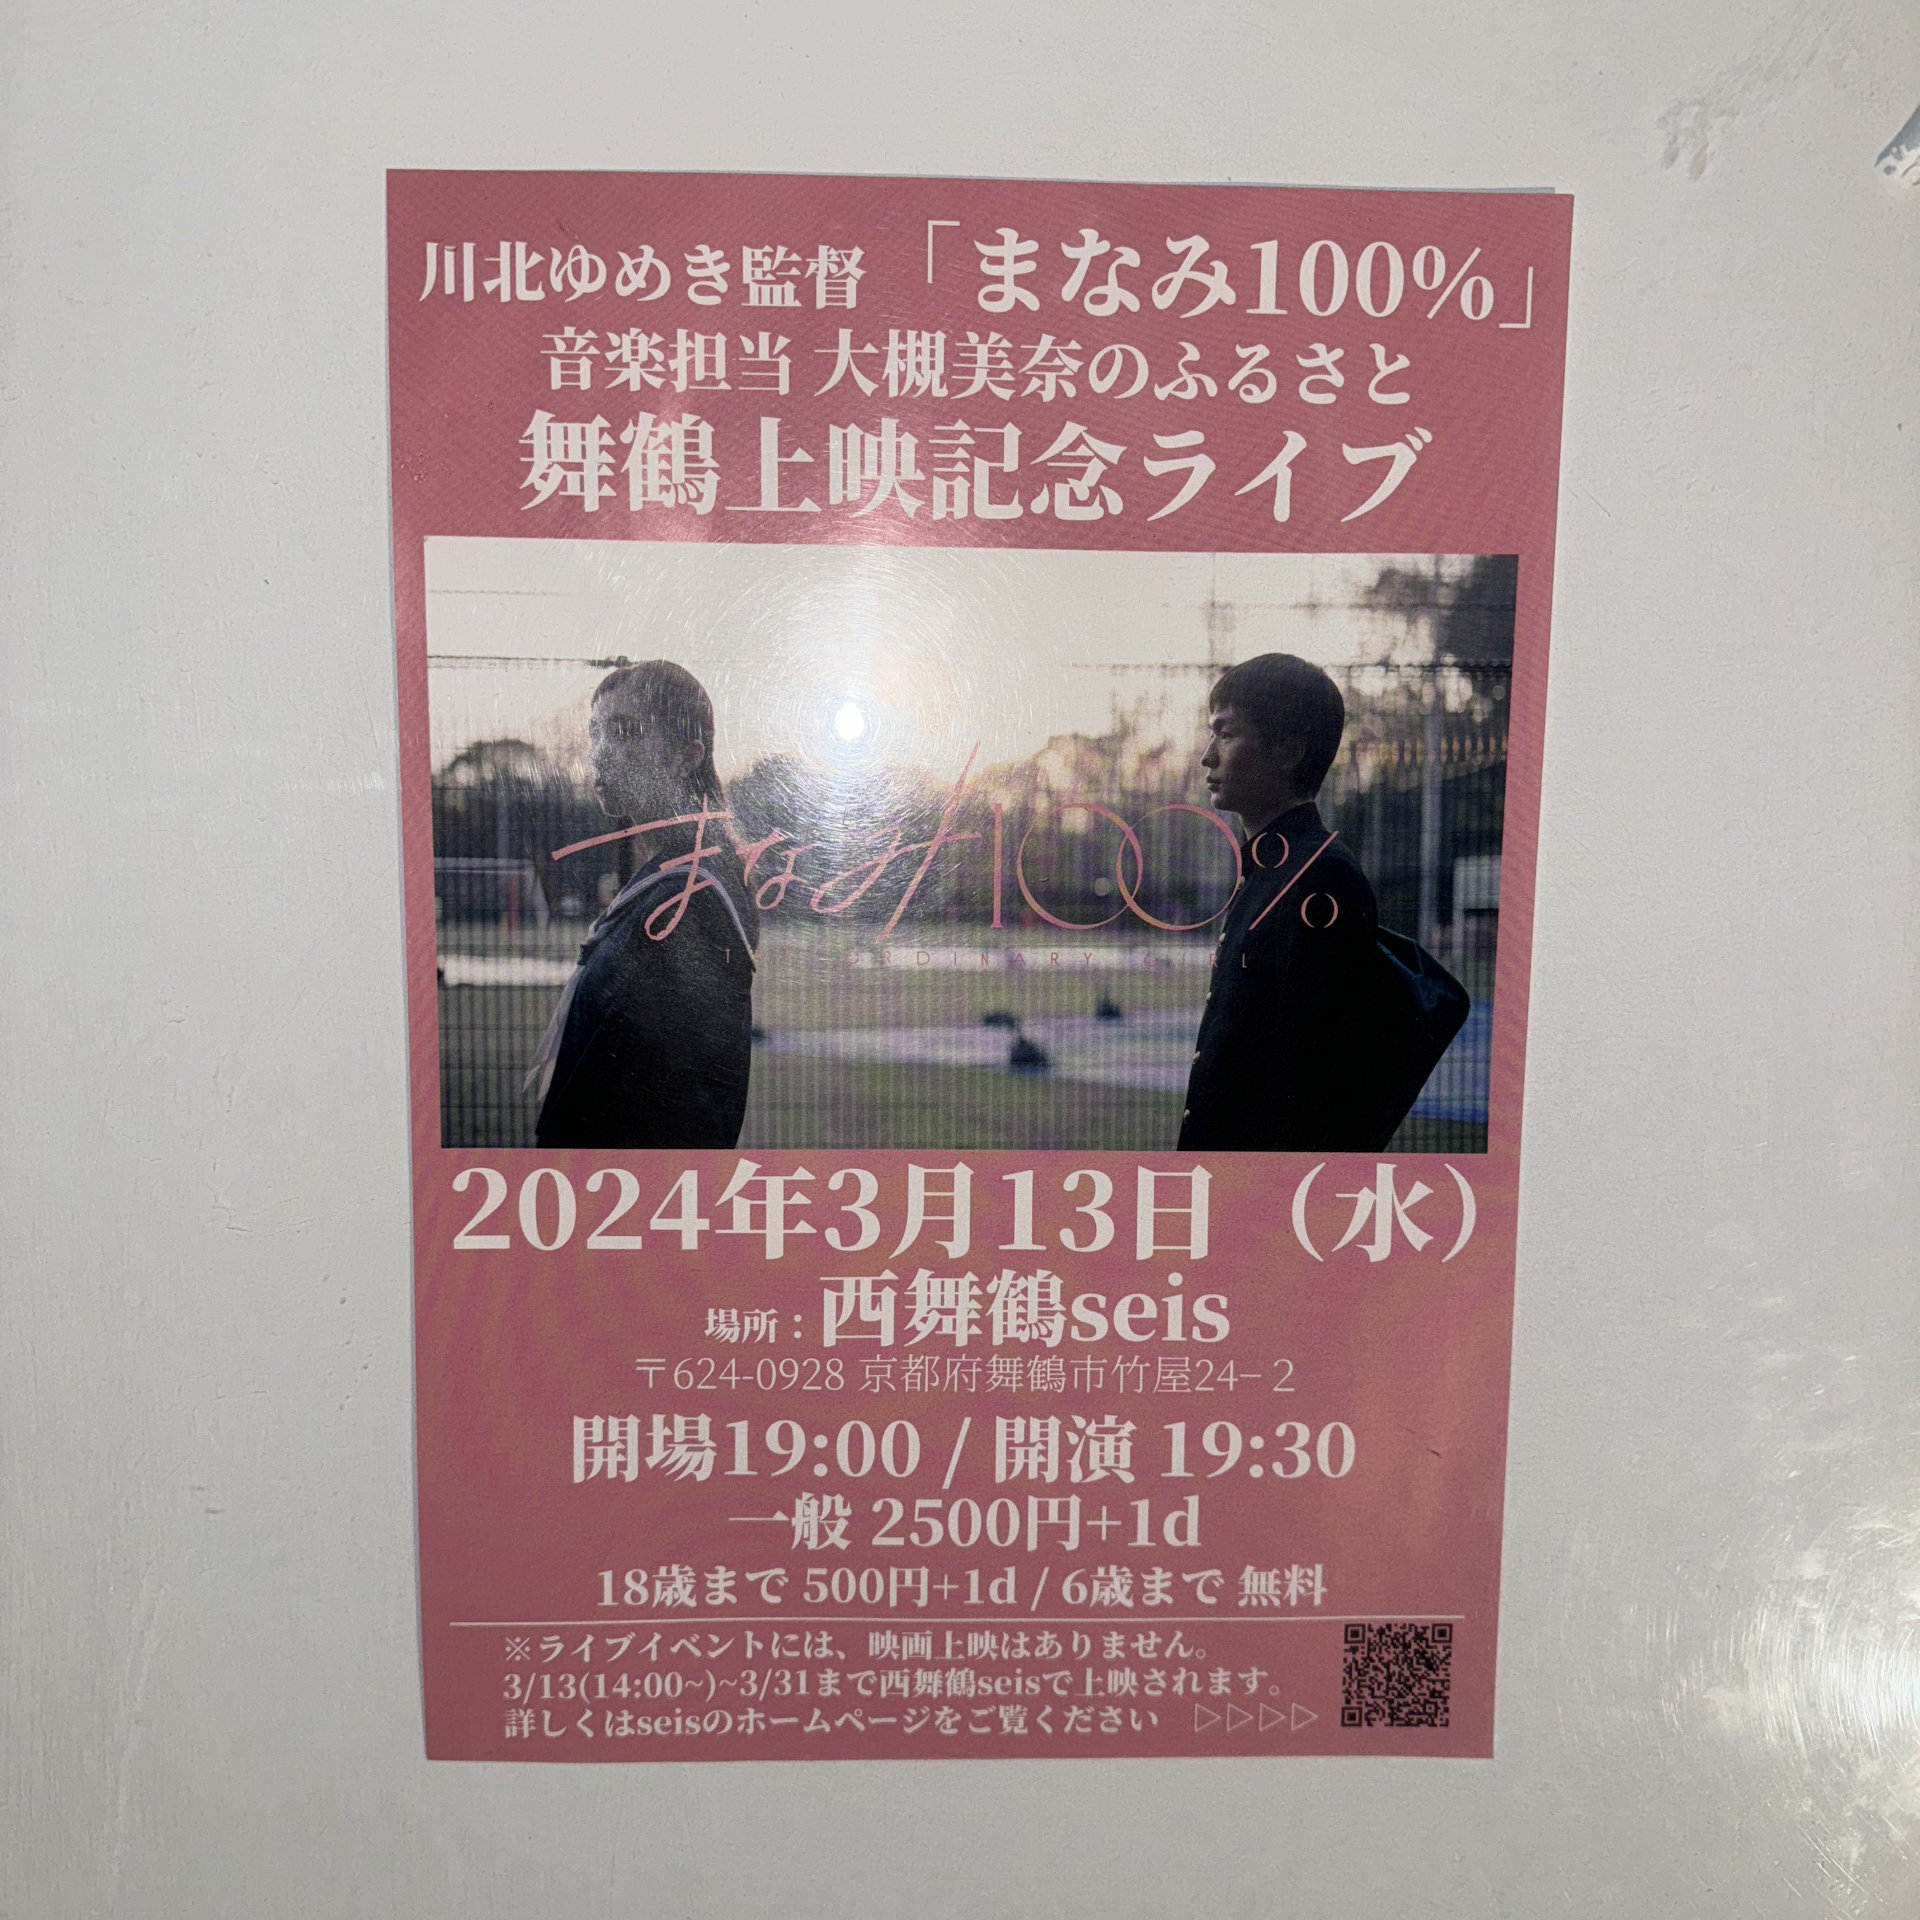 川北ゆめき監督「まなみ100%」
音楽担当 大槻美奈のふるさと
舞鶴上映記念ライブ
まなみ100%
ORDINARY GIRL
2024年3月13日（水）
場所：西舞鶴seis
〒624-0928 京都府舞鶴市竹屋24−２
開場19:00 / 開演 19:30
一般 2500円+1d
18歳まで 500円+1d / 6歳まで 無料
※ライブイベントには、映画上映はありません。
3/13(14:00~)~3/31まで西舞鶴seisで上映されます。
詳しくはseisのホームページをご覧ください ▷▷▷▷